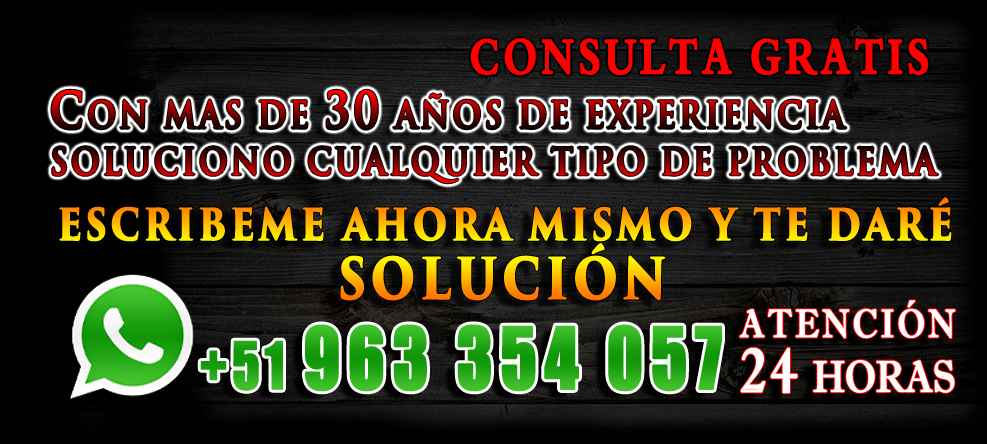 CONSULTA GRATIS
CON MAS DE 30 AÑOS DE EXPERIENCIA
SOLUCIONO CUALQUIER TIPO DE PROBLEMA
ESCRIBEME AHORA MISMO Y TE DARÉ
SOLUCIÓN
+51 963 354 057
ATENCIÓN
24 HORAS